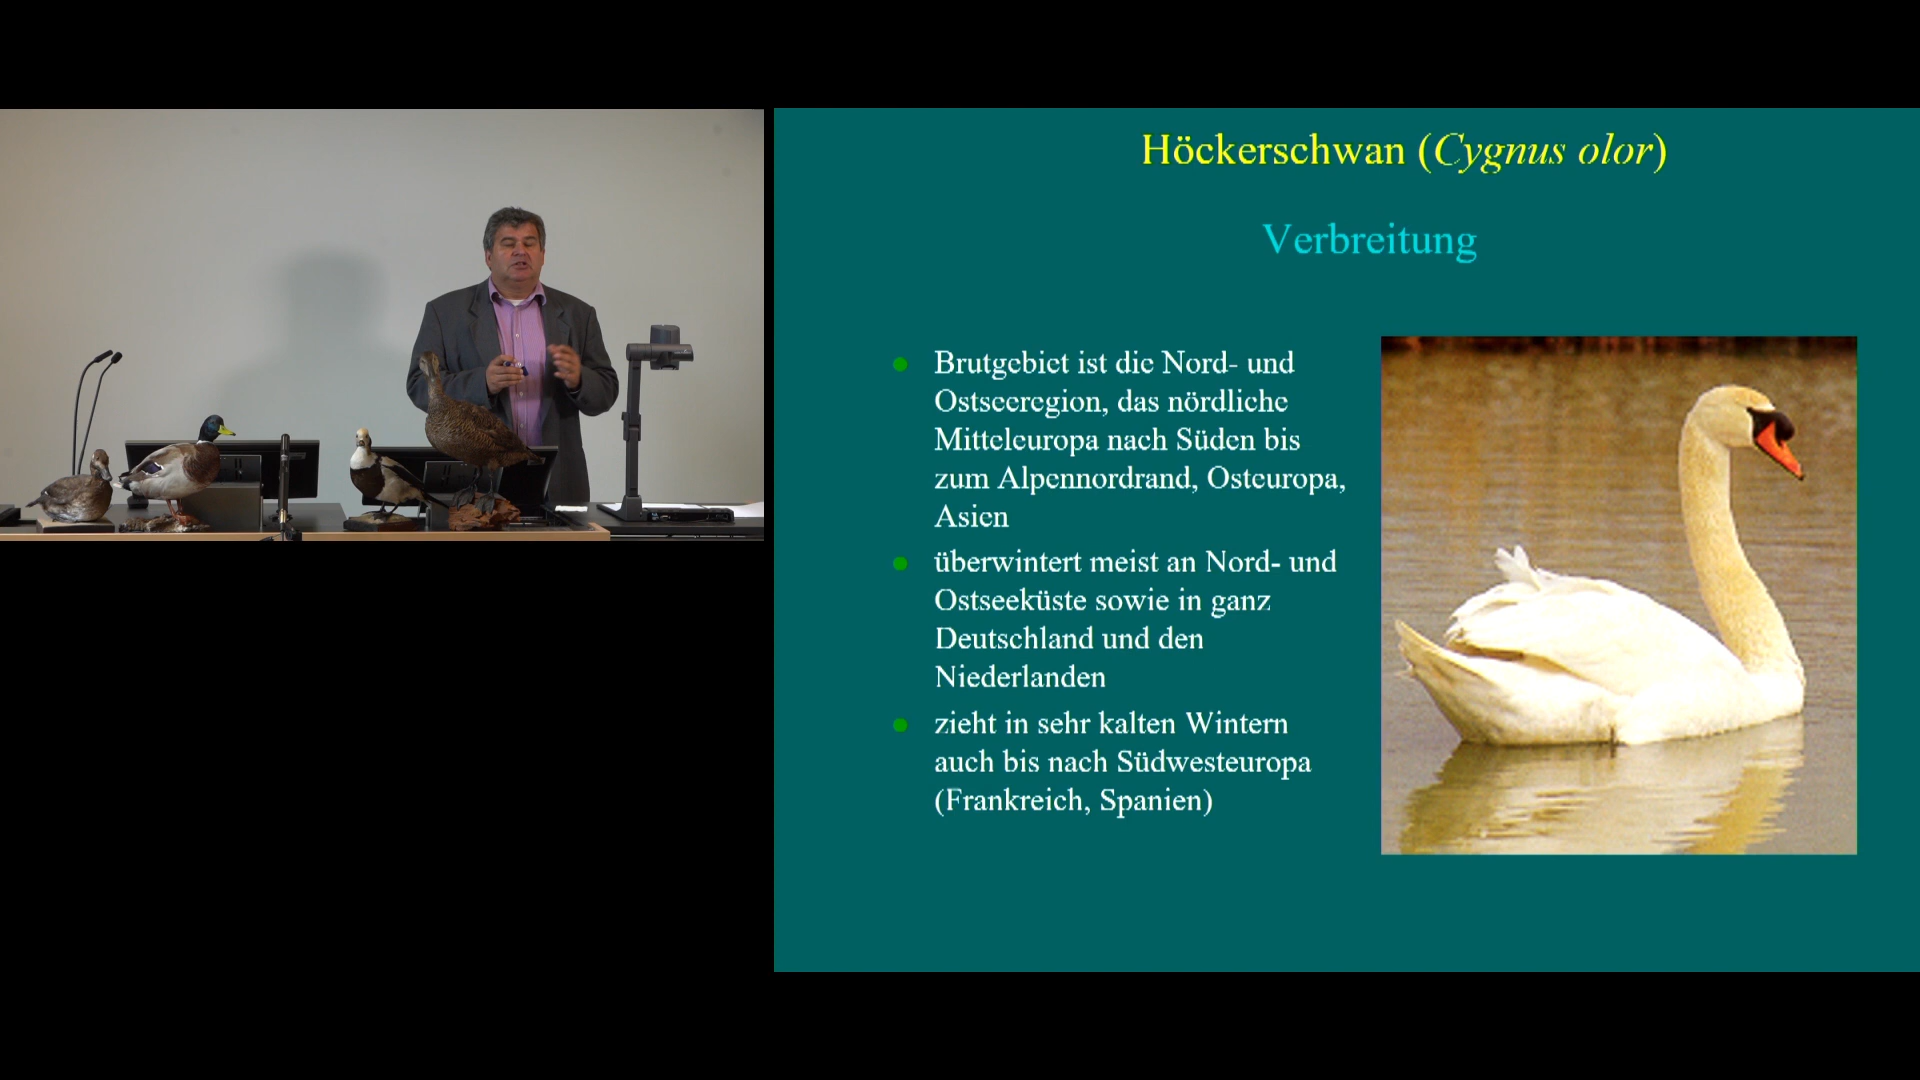 Höckerschwan (Cygnus olor)
Verbreitung
Brutgebiet ist die Nord- und
Ostseeregion, das nördliche
Mitteleuropa nach Süden bis
zum Alpennordrand, Osteuropa,
Asien
überwintert meist an Nord- und
Ostseeküste sowie in ganz
Deutschland und den
Niederlanden
zieht in sehr kalten Wintern
auch bis nach Südwesteuropa
(Frankreich, Spanien)